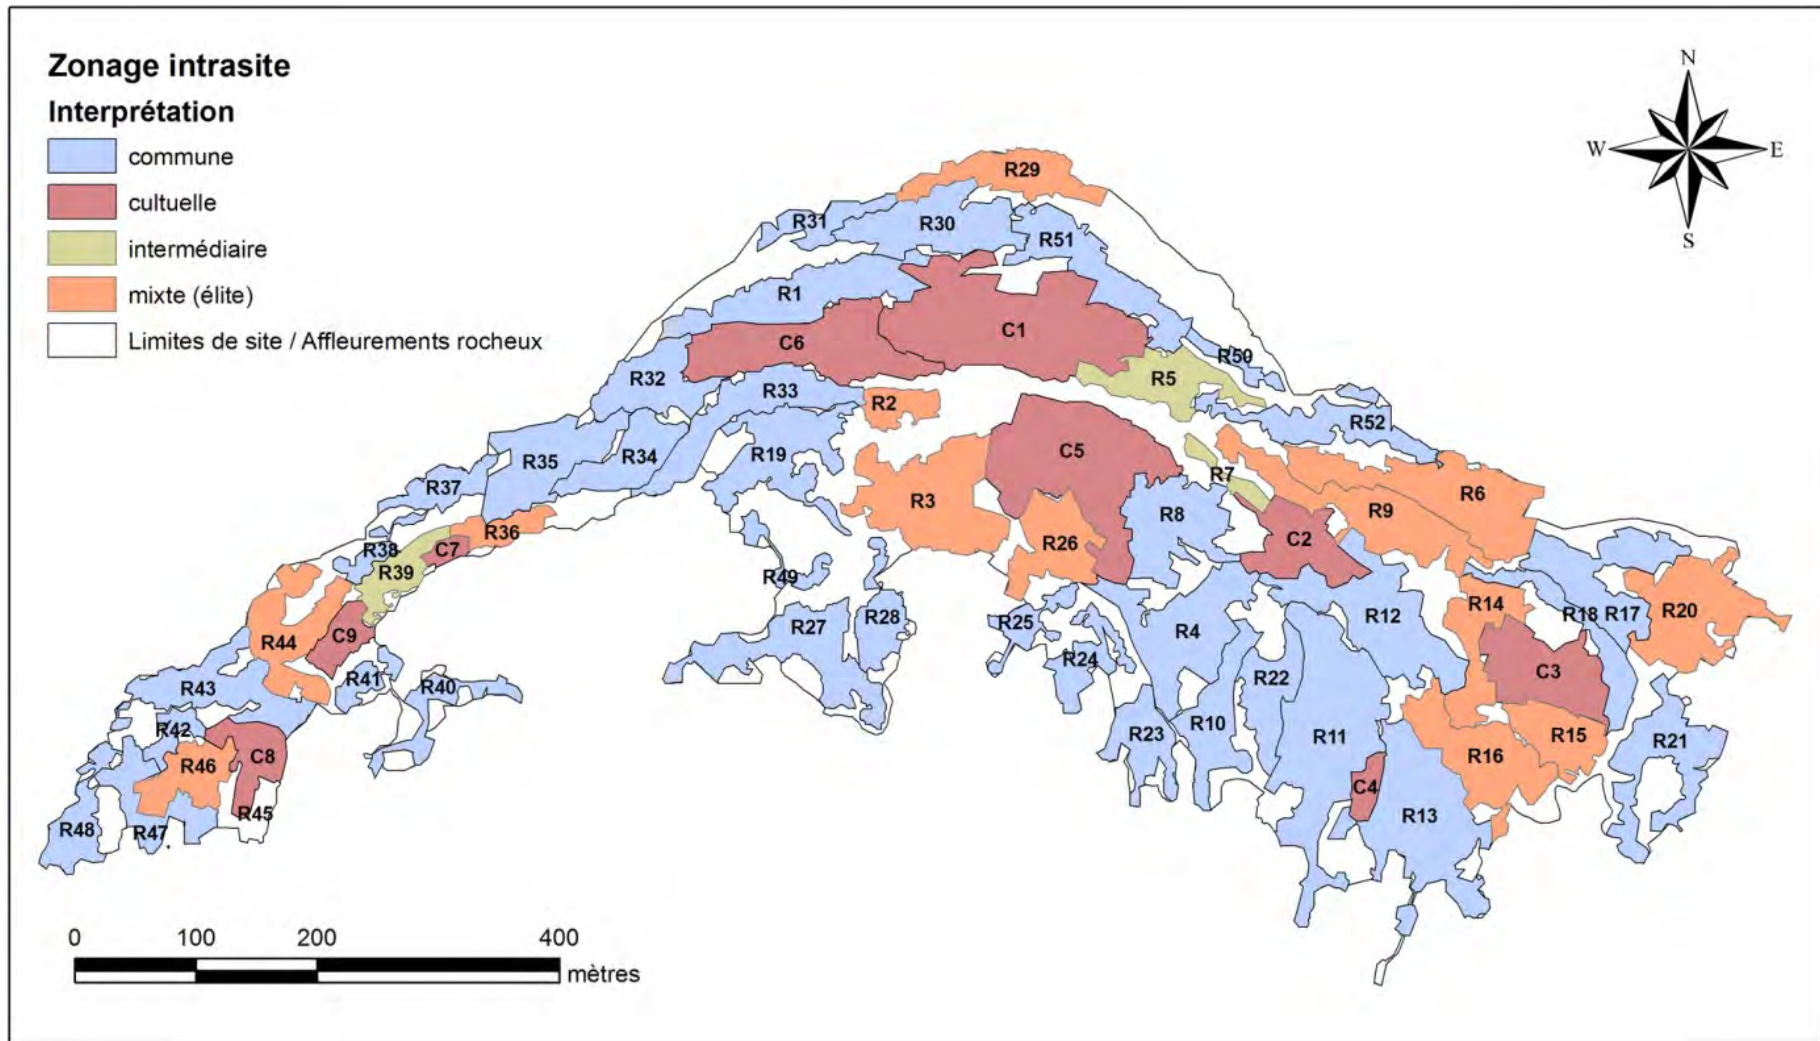 Zonage intrasite
Interprétation
commune
cultuelle
intermédiaire
mixte (élite)
Limites de site / Affleurements rocheux
N
W E
S
R29
R31
R30
R51
R1
C1
C6
R50
R32
R33
R5
R2
R52
R35
R34
R19
C5
R7
R37
R3
R8
R9
R6
R36
C7
R38
R39
R26
C2
R49
R44
C9
R27
R28
R25
R4
R12
R14
R18
R17
R20
R24
R43
R41
R40
R22
C3
R42
R23
R10
R11
R15
R21
R46
C8
R16
C4
R48
R47
R45
R13
0 100 200 400
mètres